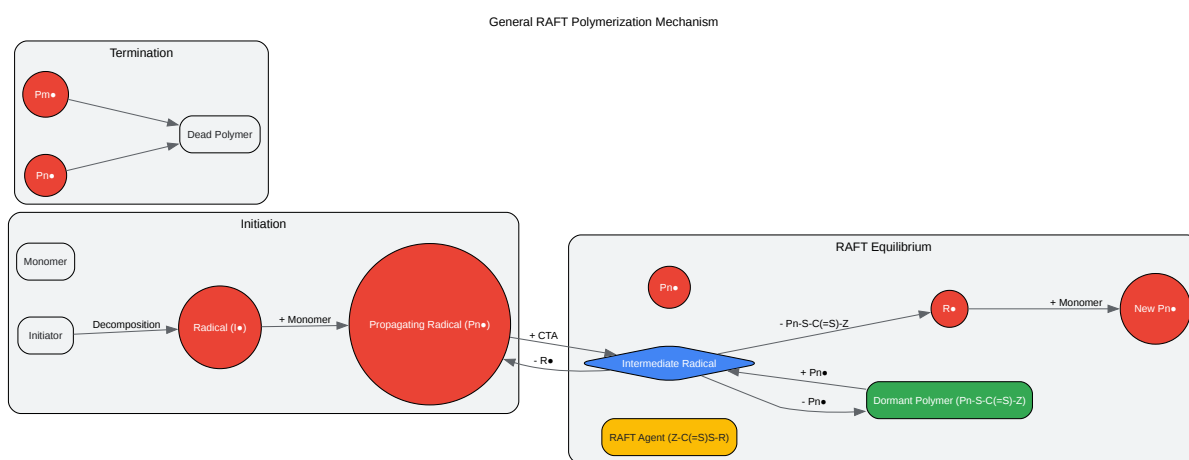 General RAFT Polymerization Mechanism
Termination
Pm●
Dead Polymer
Pn●
Initiation
Monomer
Initiator
Decomposition
Radical (I●)
+ Monomer
Propagating Radical (Pn●)
+ CTA
- R●
RAFT Equilibrium
Pn●
Intermediate Radical
- Pn-S-C(=S)-Z
R●
+ Monomer
New Pn●
+ Pn●
- Pn●
Dormant Polymer (Pn-S-C(=S)-Z)
RAFT Agent (Z-C(=S)S-R)